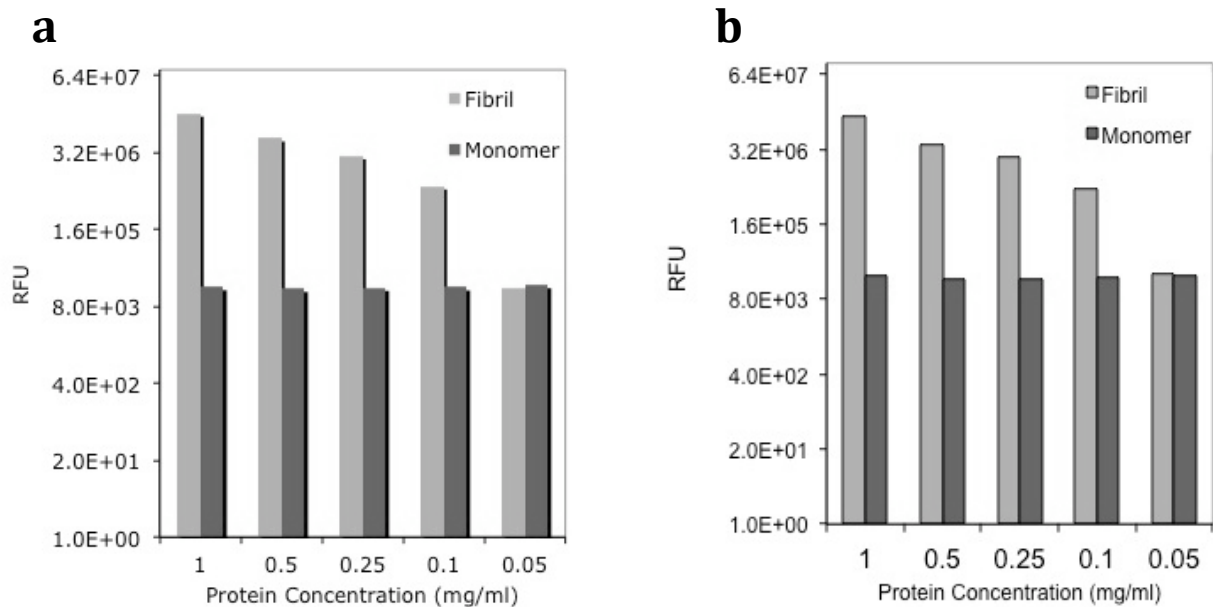 a
6.4E+07
3.2E+06
1.6E+05
8.0E+03
4.0E+02
2.0E+01
1.0E+00
RFU
Fibril
Monomer
1 0.5 0.25 0.1 0.05
Protein Concentration (mg/ml)
b
6.4E+07
3.2E+06
1.6E+05
8.0E+03
4.0E+02
2.0E+01
1.0E+00
RFU
Fibril
Monomer
1 0.5 0.25 0.1 0.05
Protein Concentration (mg/ml)